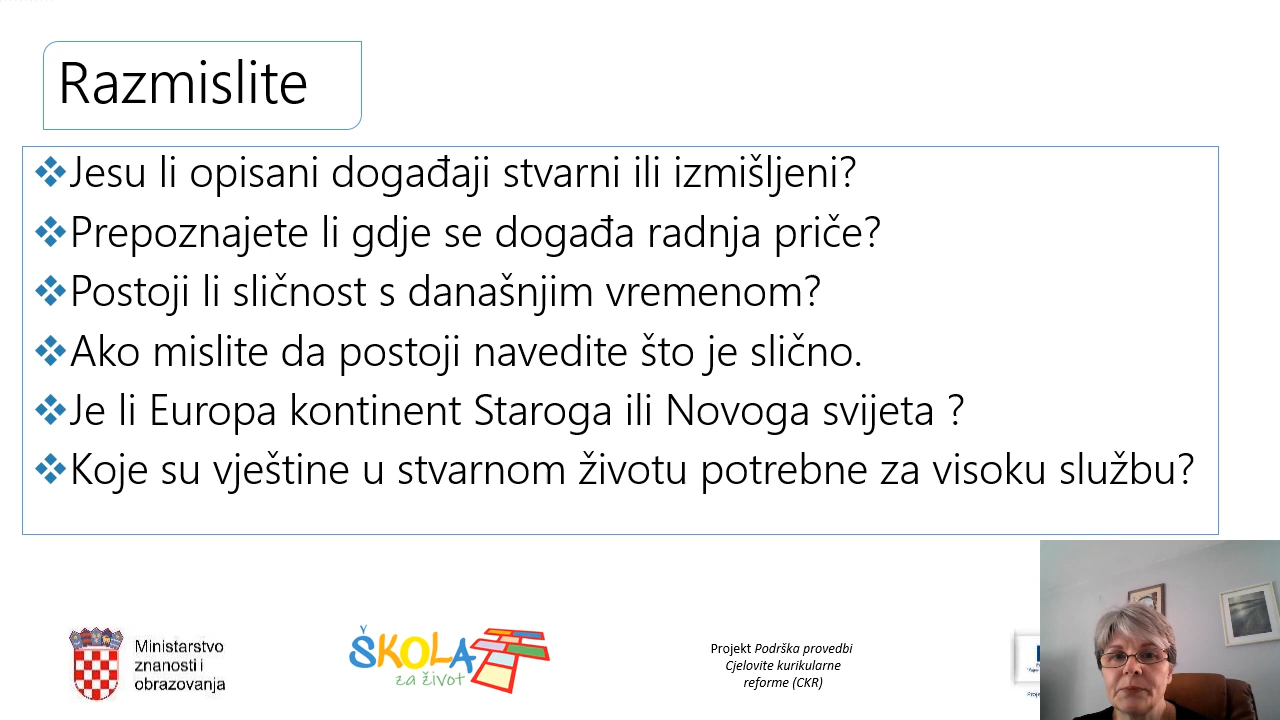 Razmislite
Jesu li opisani događaji stvarni ili izmišljeni?
Prepoznajete li gdje se događa radnja priče?
Postoji li sličnost s današnjim vremenom?
Ako mislite da postoji navedite što je slično.
Je li Europa kontinent Staroga ili Novoga svijeta ?
Koje su vještine u stvarnom životu potrebne za visoku službu?
Ministarstvo
znanosti i
obrazovanja
ŠKOLA
za život
Projekt Podrška provedbi
Cjelovite kurikularne
reforme (CKR)